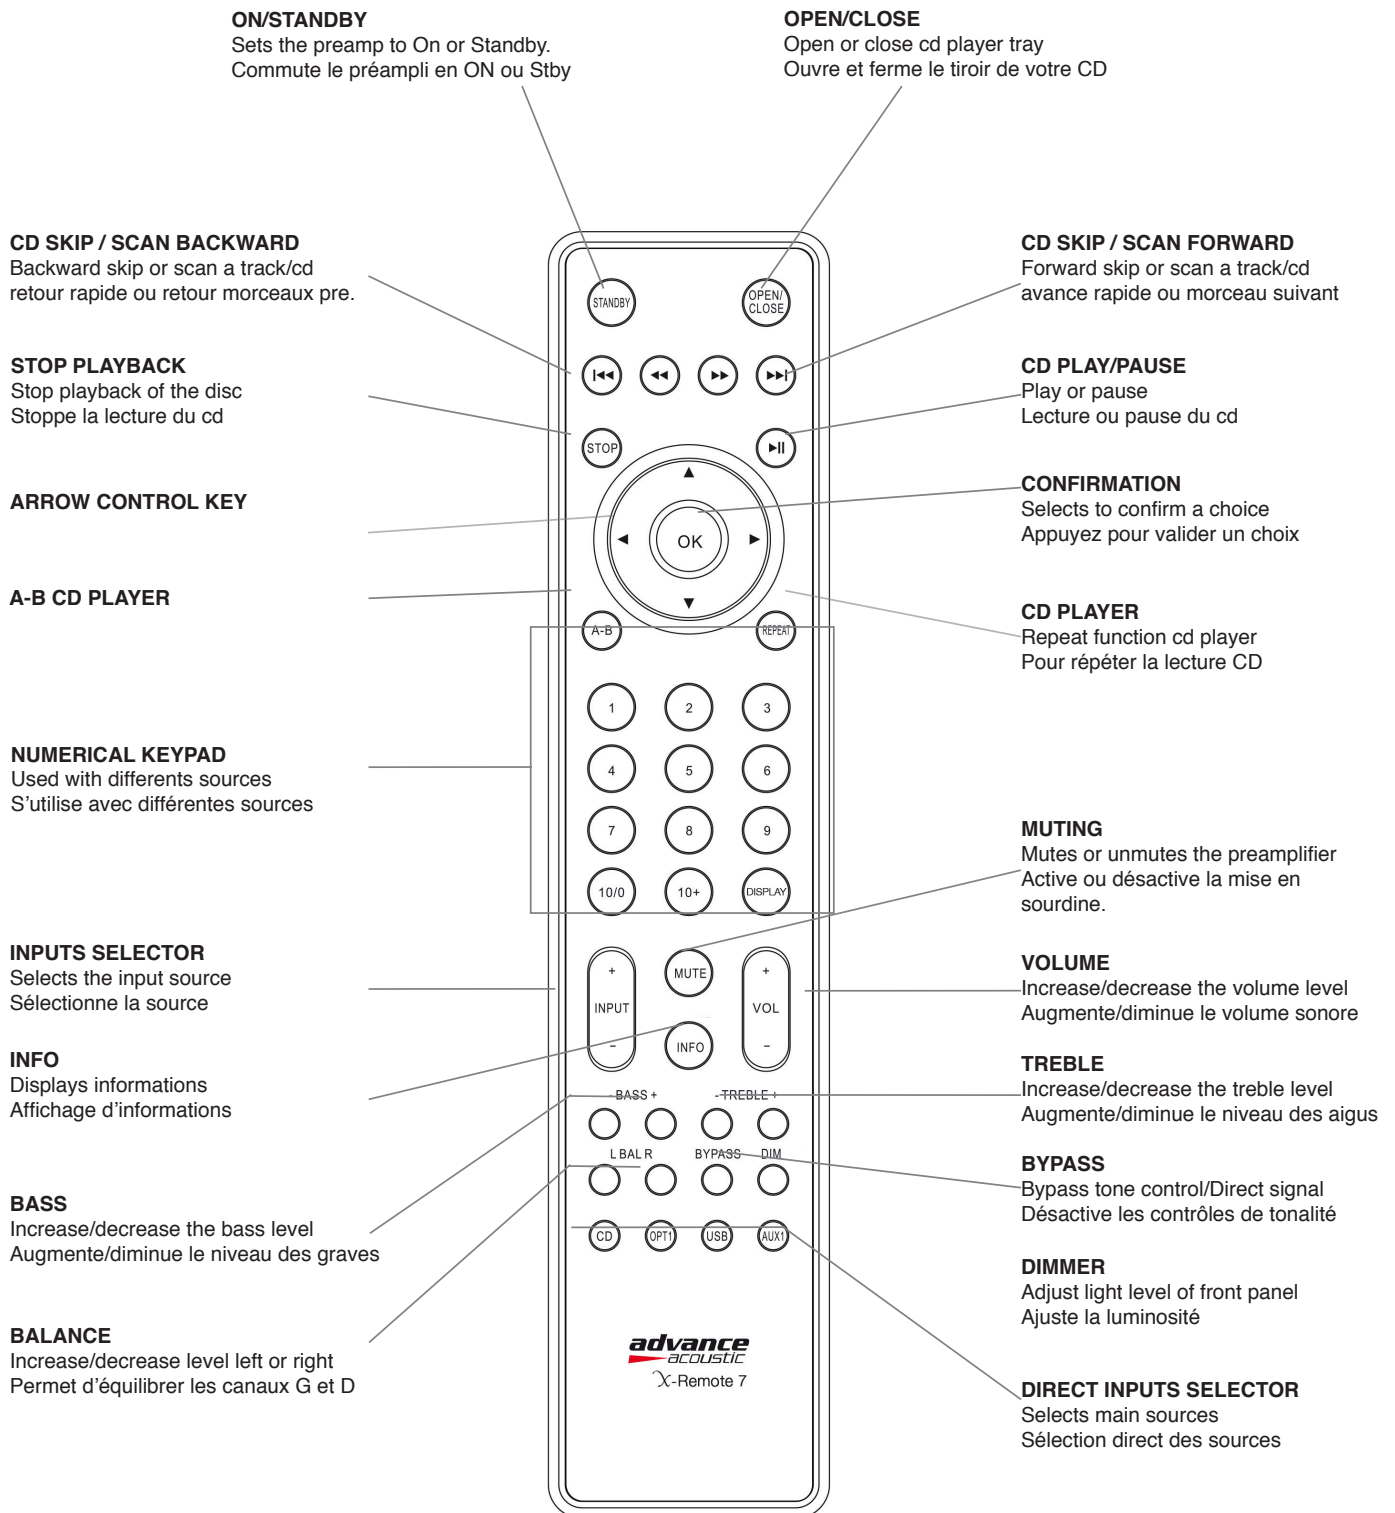 ON/STANDBY
Sets the preamp to On or Standby.
Commute le préampli en ON ou Stby
OPEN/CLOSE
Open or close cd player tray
Ouvre et ferme le tiroir de votre CD
CD SKIP / SCAN BACKWARD
Backward skip or scan a track/cd
retour rapide ou retour morceaux pre.
STOP PLAYBACK
Stop playback of the disc
Stoppe la lecture du cd
ARROW CONTROL KEY
A-B CD PLAYER
NUMERICAL KEYPAD
Used with differents sources
S'utilise avec différentes sources
INPUTS SELECTOR
Selects the input source
Sélectionne la source
INFO
Displays informations
Affichage d'informations
BASS
Increase/decrease the bass level
Augmente/diminue le niveau des graves
BALANCE
Increase/decrease level left or right
Permet d'équilibrer les canaux G et D
STANDBY
OPEN/
CLOSE
STOP
OK
A-B
REPEAT
1 2 3
4 5 6
7 8 9
10/0 10+ DISPLAY
+ MUTE +
INPUT VOL
- INFO -
- BASS + - TREBLE +
L BAL R BYPASS DIM
CD OPT1 USB AUX1
advance
acoustic
X-Remote 7
CD SKIP / SCAN FORWARD
Forward skip or scan a track/cd
avance rapide ou morceau suivant
CD PLAY/PAUSE
Play or pause
Lecture ou pause du cd
CONFIRMATION
Selects to confirm a choice
Appuyez pour valider un choix
CD PLAYER
Repeat function cd player
Pour répéter la lecture CD
MUTING
Mutes or unmutes the preamplifier
Active ou désactive la mise en
sourdine.
VOLUME
Increase/decrease the volume level
Augmente/diminue le volume sonore
TREBLE
Increase/decrease the treble level
Augmente/diminue le niveau des aigus
BYPASS
Bypass tone control/Direct signal
Désactive les contrôles de tonalité
DIMMER
Adjust light level of front panel
Ajuste la luminosité
DIRECT INPUTS SELECTOR
Selects main sources
Sélection direct des sources